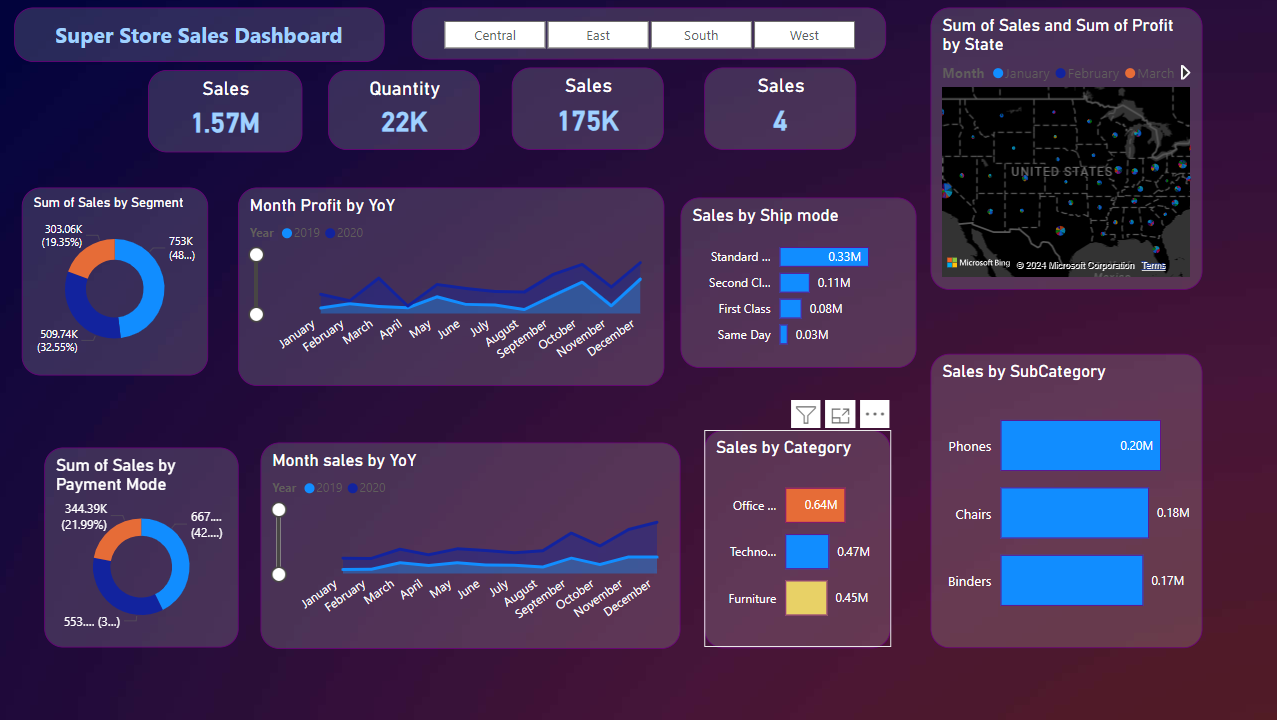 Super Store Sales Dashboard
Central East South West
Sales
1.57M
Quantity
22K
Sales
175K
Sales
4
Sum of Sales and Sum of Profit
by State
Month January February March
UNITED STATES
Microsoft Bing
© 2024 Microsoft Corporation Terms
Sum of Sales by Segment
303.06K
(19.35%)
753K
(48...)
509.74K
(32.55%)
Month Profit by YoY
Year 2019 2020
January February March April May June July August September October November December
Sales by Ship mode
Standard ... 0.33M
Second Cl... 0.11M
First Class 0.08M
Same Day 0.03M
Sum of Sales by
Payment Mode
344.39K
(21.99%)
667....
(42....)
553.... (3...)
Month sales by YoY
Year 2019 2020
January February March April May June July August September October November December
Sales by Category
Office ... 0.64M
Techno... 0.47M
Furniture 0.45M
Sales by SubCategory
Phones 0.20M
Chairs 0.18M
Binders 0.17M